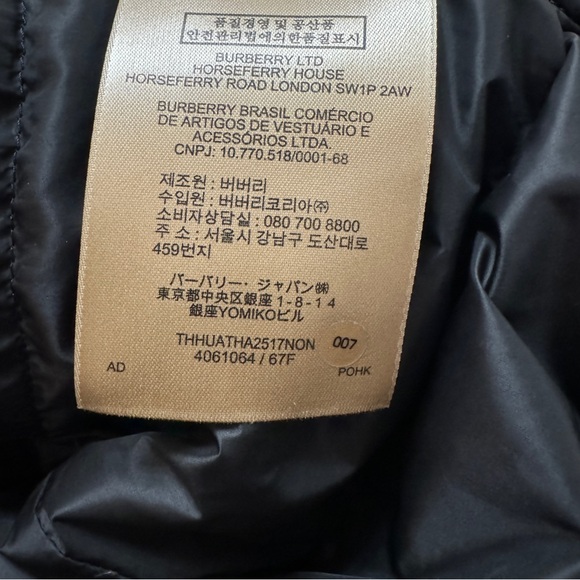 품질경영 및 공산품
안전관리법에의한품질표시
BURBERRY LTD
HORSEFERRY HOUSE
HORSEFERRY ROAD LONDON SW1P 2AW
BURBERRY BRASIL COMÉRCIO
DE ARTIGOS DE VESTUÁRIO E
ACESSÓRIOS LTDA.
CNPJ: 10.770.518/0001-68
제조원 : 버버리
수입원 : 버버리코리아㈜
소비자상담실 : 080 700 8800
주 소 : 서울시 강남구 도산대로
459번지
バーバリー・ジャパン㈱
東京都中央区銀座1-8-14
銀座YOMIKOビル
THHUATHA2517NON 007
4061064 / 67F
AD POHK